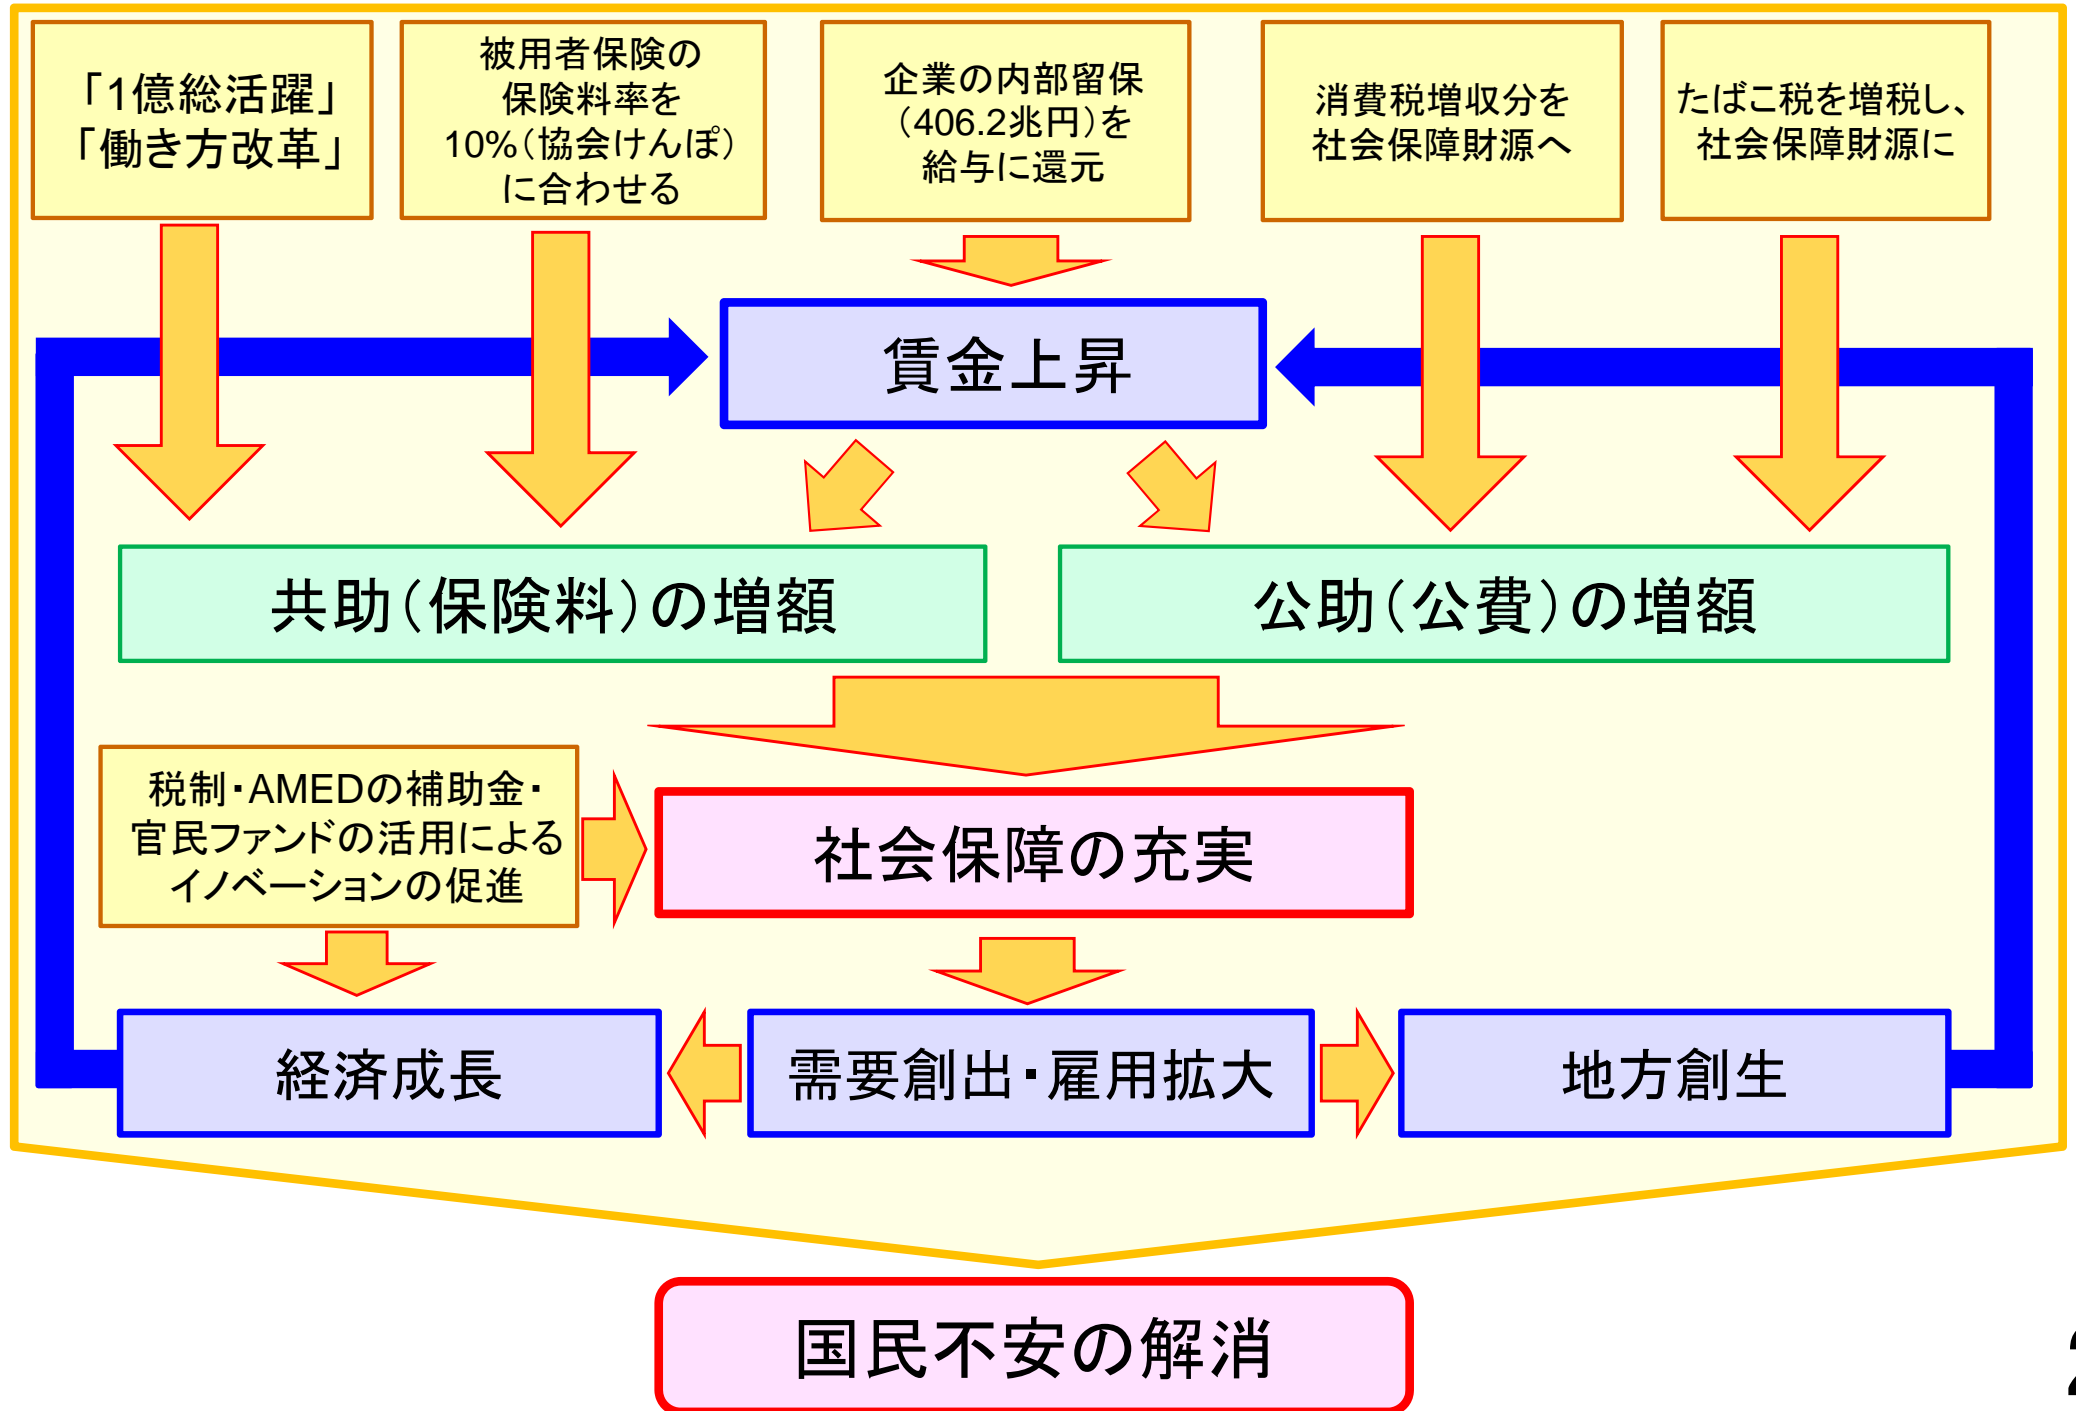 「1億総活躍」
「働き方改革」
被用者保険の
保険料率を
10%（協会けんぽ）
に合わせる
企業の内部留保
（406.2兆円）を
給与に還元
消費税増収分を
社会保障財源へ
たばこ税を増税し、
社会保障財源に
賃金上昇
共助（保険料）の増額
公助（公費）の増額
税制・AMEDの補助金・
官民ファンドの活用による
イノベーションの促進
社会保障の充実
経済成長
需要創出・雇用拡大
地方創生
国民不安の解消